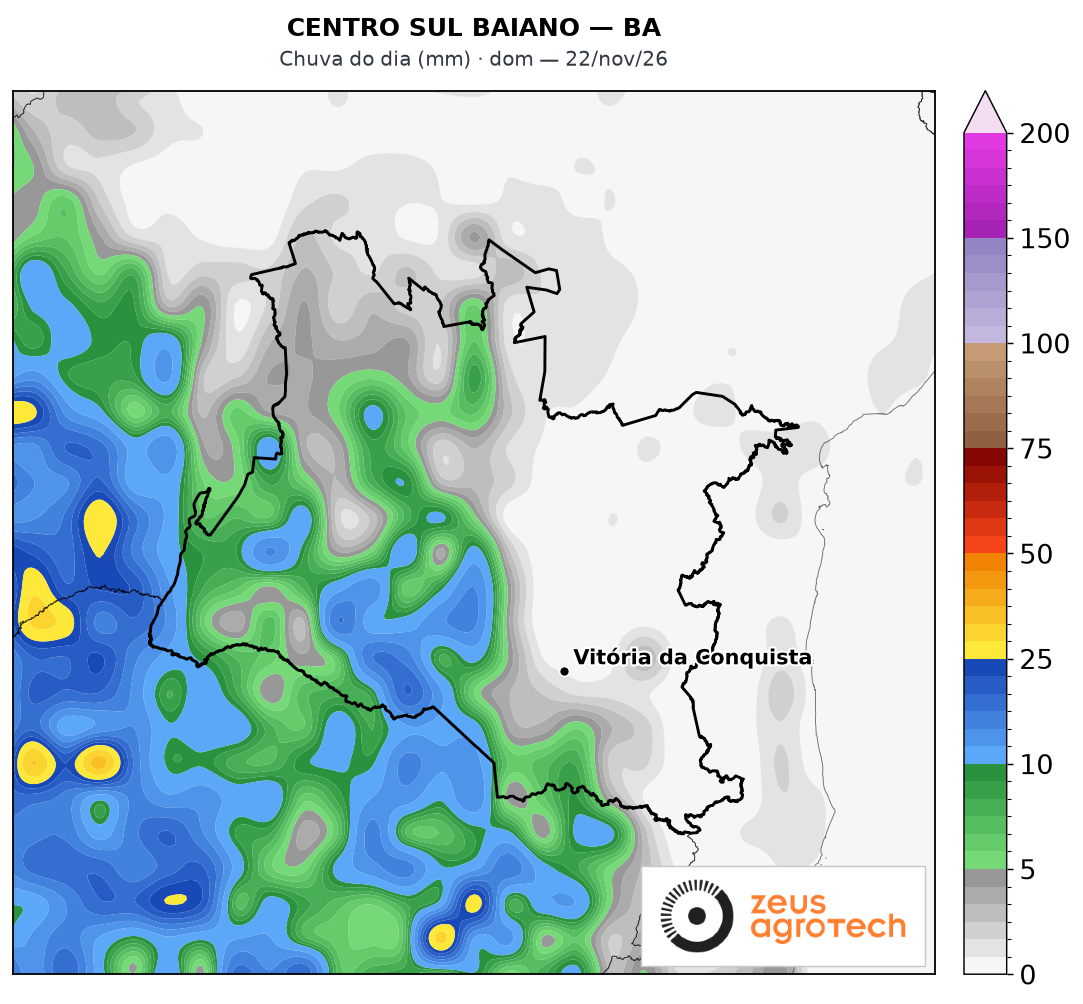 CENTRO SUL BAIANO — BA
Chuva do dia (mm) · dom — 22/nov/26
200
150
100
75
50
25
10
5
0
Vitória da Conquista
zeus
agrotech